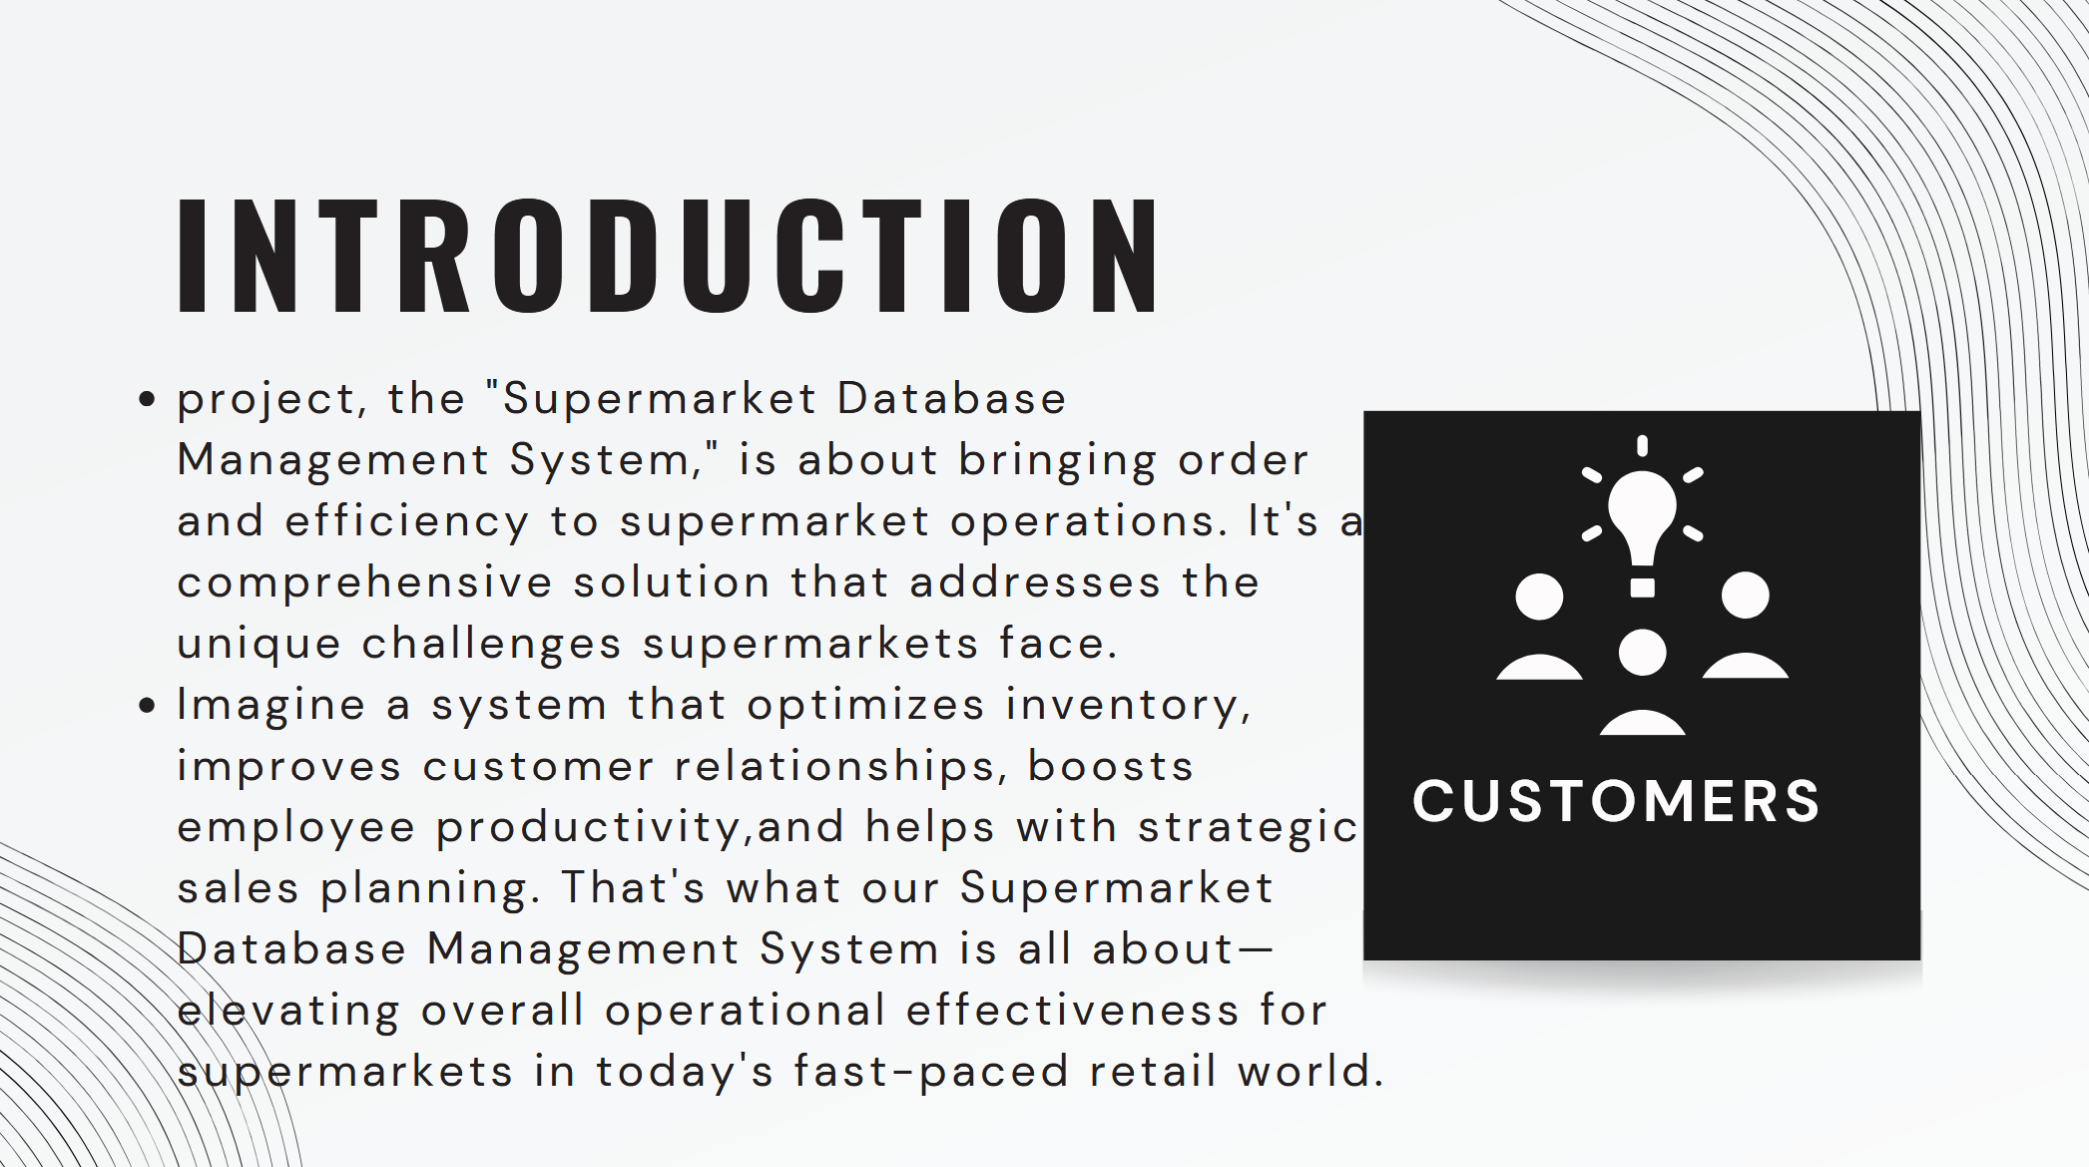 INTRODUCTION
• project, the "Supermarket Database
Management System," is about bringing order
and efficiency to supermarket operations. It's a
comprehensive solution that addresses the
unique challenges supermarkets face.
• Imagine a system that optimizes inventory,
improves customer relationships, boosts
employee productivity,and helps with strategic
sales planning. That's what our Supermarket
Database Management System is all about—
elevating overall operational effectiveness for
supermarkets in today's fast-paced retail world.
CUSTOMERS